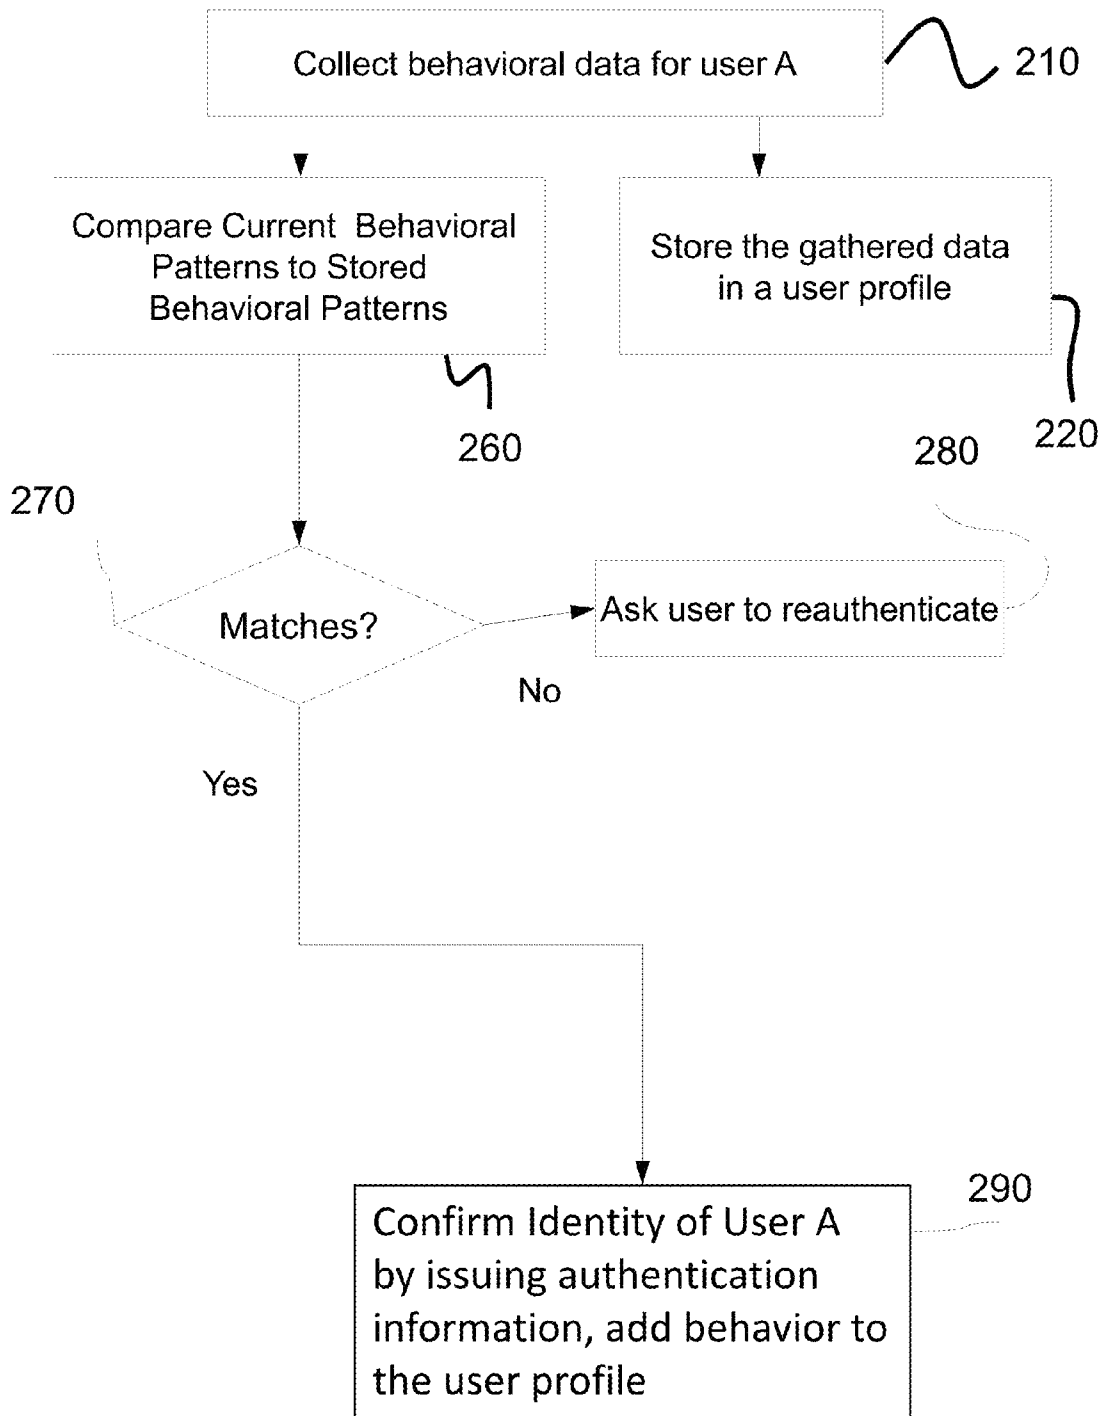 Collect behavioral data for user A
210
Compare Current Behavioral
Patterns to Stored
Behavioral Patterns
Store the gathered data
in a user profile
260
220
280
270
Matches?
Ask user to reauthenticate
No
Yes
290
Confirm Identity of User A
by issuing authentication
information, add behavior to
the user profile